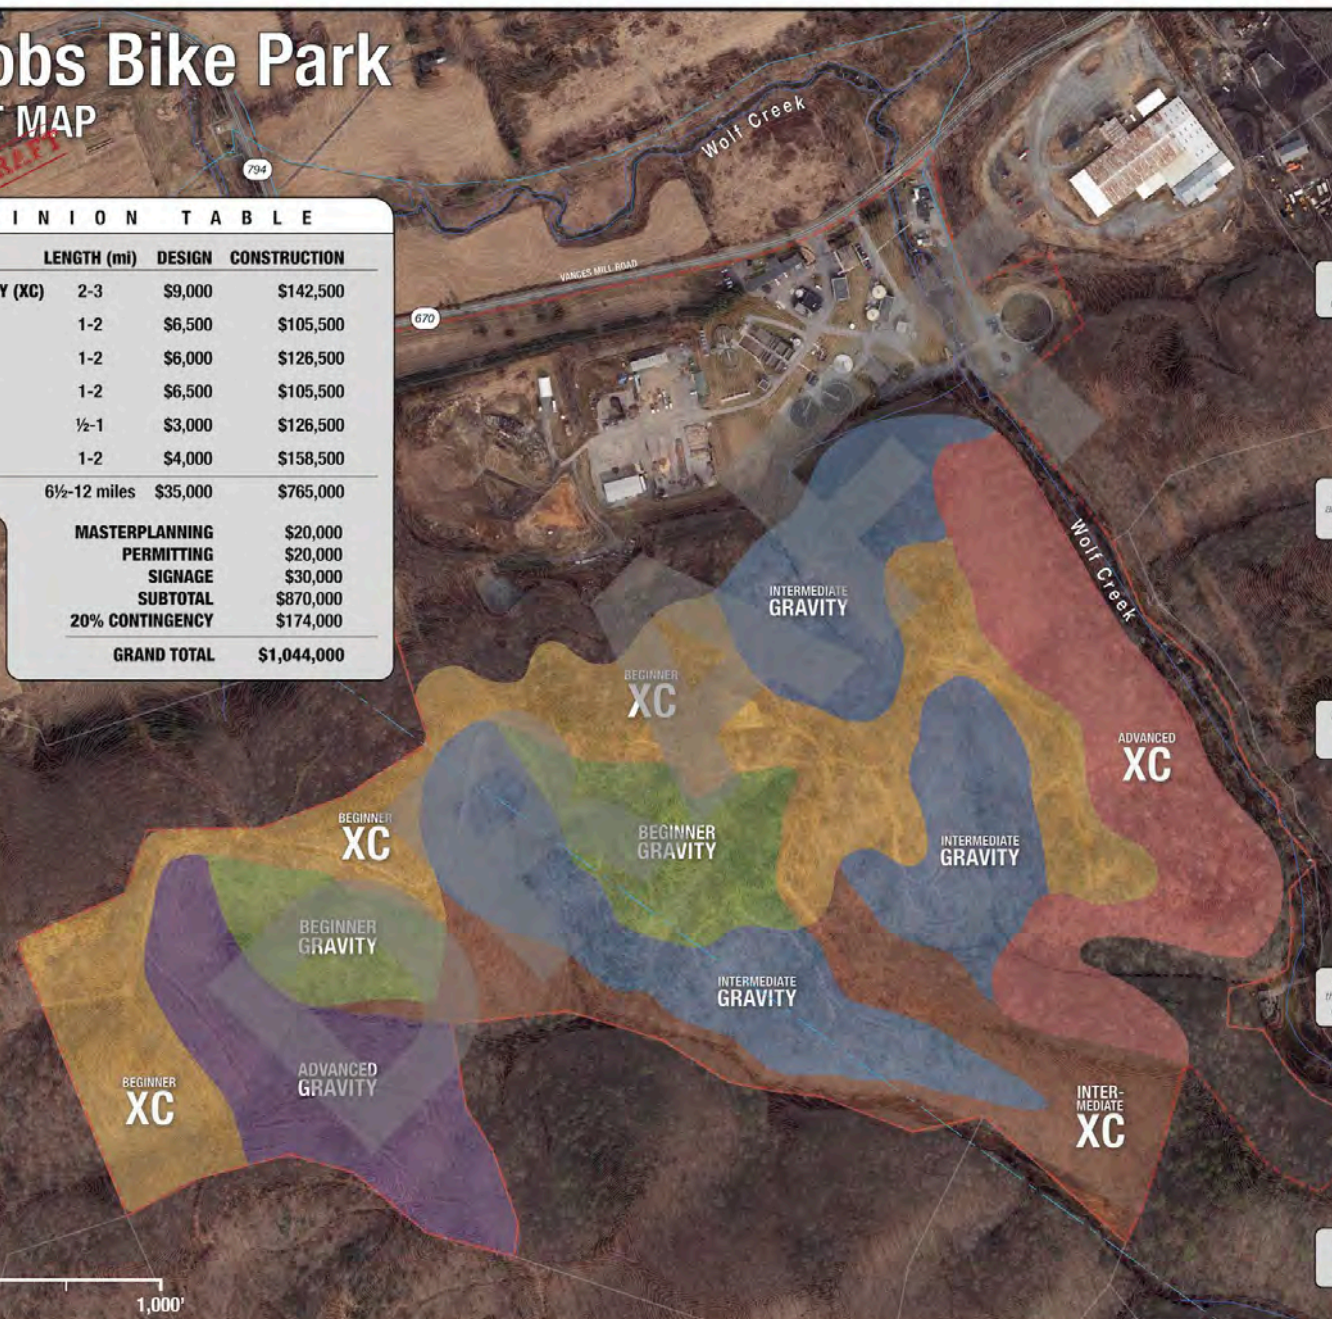 obs Bike Park
T MAP
RAFT
794
INION TABLE
LENGTH (mi) DESIGN CONSTRUCTION
Y (XC) 2-3 $9,000 $142,500
1-2 $6,500 $105,500
1-2 $6,000 $126,500
1-2 $6,500 $105,500
½-1 $3,000 $126,500
1-2 $4,000 $158,500
6½-12 miles $35,000 $765,000
MASTERPLANNING $20,000
PERMITTING $20,000
SIGNAGE $30,000
SUBTOTAL $870,000
20% CONTINGENCY $174,000
GRAND TOTAL $1,044,000
Wolf Creek
VANCES MILL ROAD
670
Wolf Creek
INTERMEDIATE
GRAVITY
BEGINNER
XC
ADVANCED
XC
BEGINNER
XC
BEGINNER
GRAVITY
INTERMEDIATE
GRAVITY
BEGINNER
GRAVITY
INTERMEDIATE
GRAVITY
ADVANCED
GRAVITY
BEGINNER
XC
INTER-
MEDIATE
XC
1,000'
DRAFT